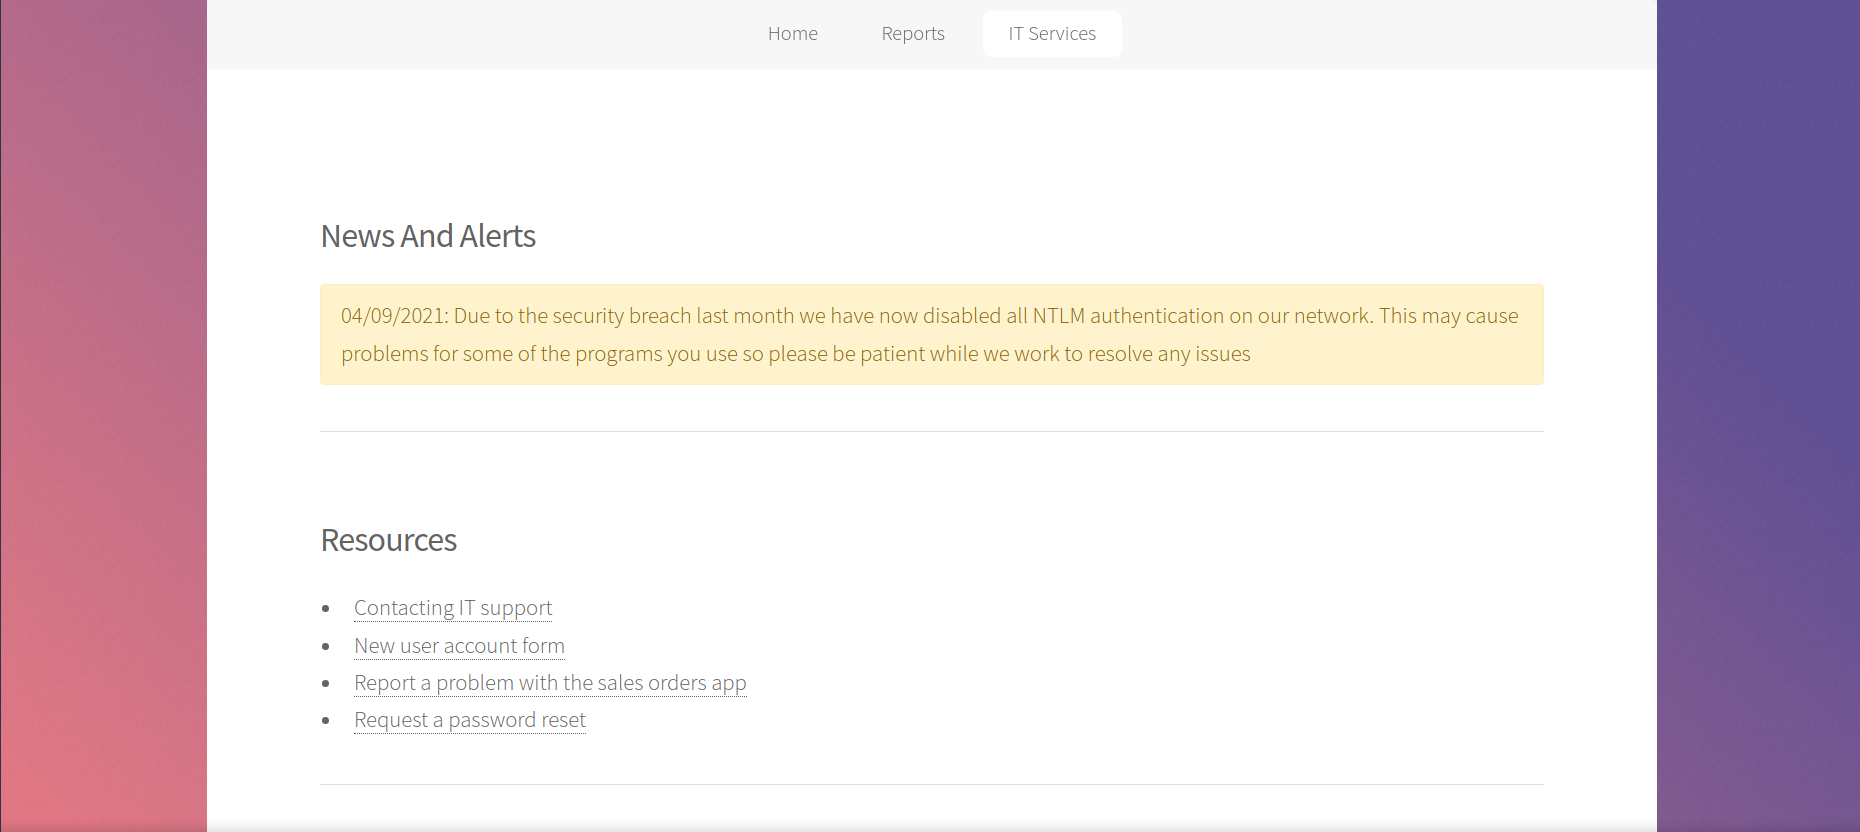 Home Reports IT Services
News And Alerts
04/09/2021: Due to the security breach last month we have now disabled all NTLM authentication on our network. This may cause
problems for some of the programs you use so please be patient while we work to resolve any issues
Resources
Contacting IT support
New user account form
Report a problem with the sales orders app
Request a password reset